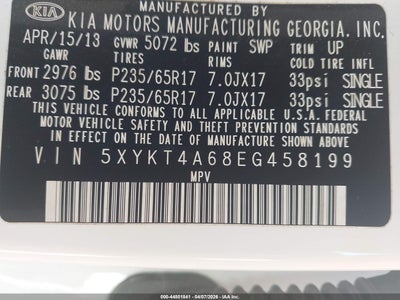 MANUFACTURED BY
KIA
KIA MOTORS MANUFACTURING GEORGIA, INC.
APR/15/13 GVWR 5072 lbs PAINT SWP TRIM UP
GAWR TIRES RIMS COLD TIRE INFL
FRONT 2976 lbs P235/65R17 7.0JX17 33psi SINGLE
REAR 3075 lbs P235/65R17 7.0JX17 33psi SINGLE
THIS VEHICLE CONFORMS TO ALL APPLICABLE U.S.A. FEDERAL
MOTOR VEHICLE SAFETY AND THEFT PREVENTION STANDARDS
IN EFFECT ON THE DATE OF MANUFACTURE
SHOWN ABOVE.
VIN 5XYKT4A68EG458199
MPV
000-44801841 - 04/07/2026 - IAA, Inc.